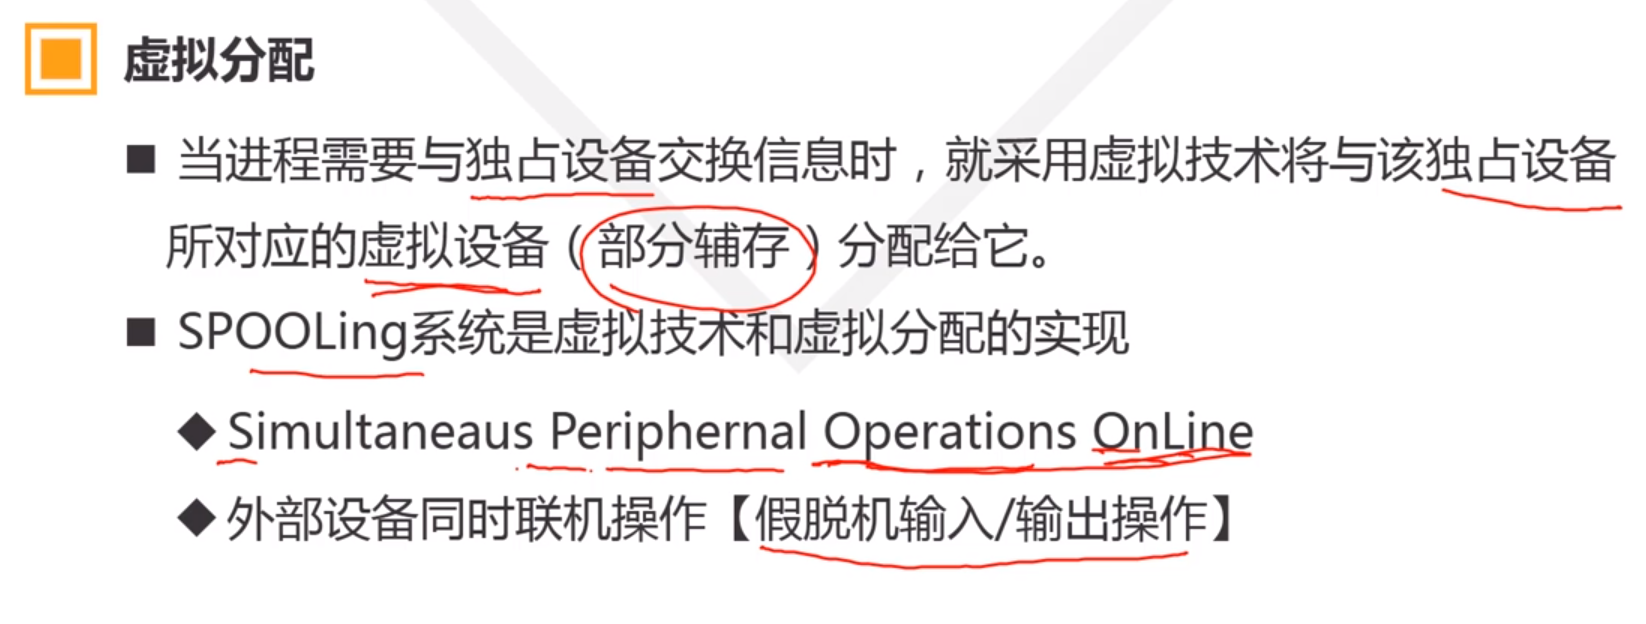 虚拟分配
当进程需要与独占设备交换信息时，就采用虚拟技术将与该独占设备
所对应的虚拟设备（部分辅存）分配给它。
SPOOLing系统是虚拟技术和虚拟分配的实现
Simultaneaus Periphernal Operations OnLine
外部设备同时联机操作【假脱机输入/输出操作】